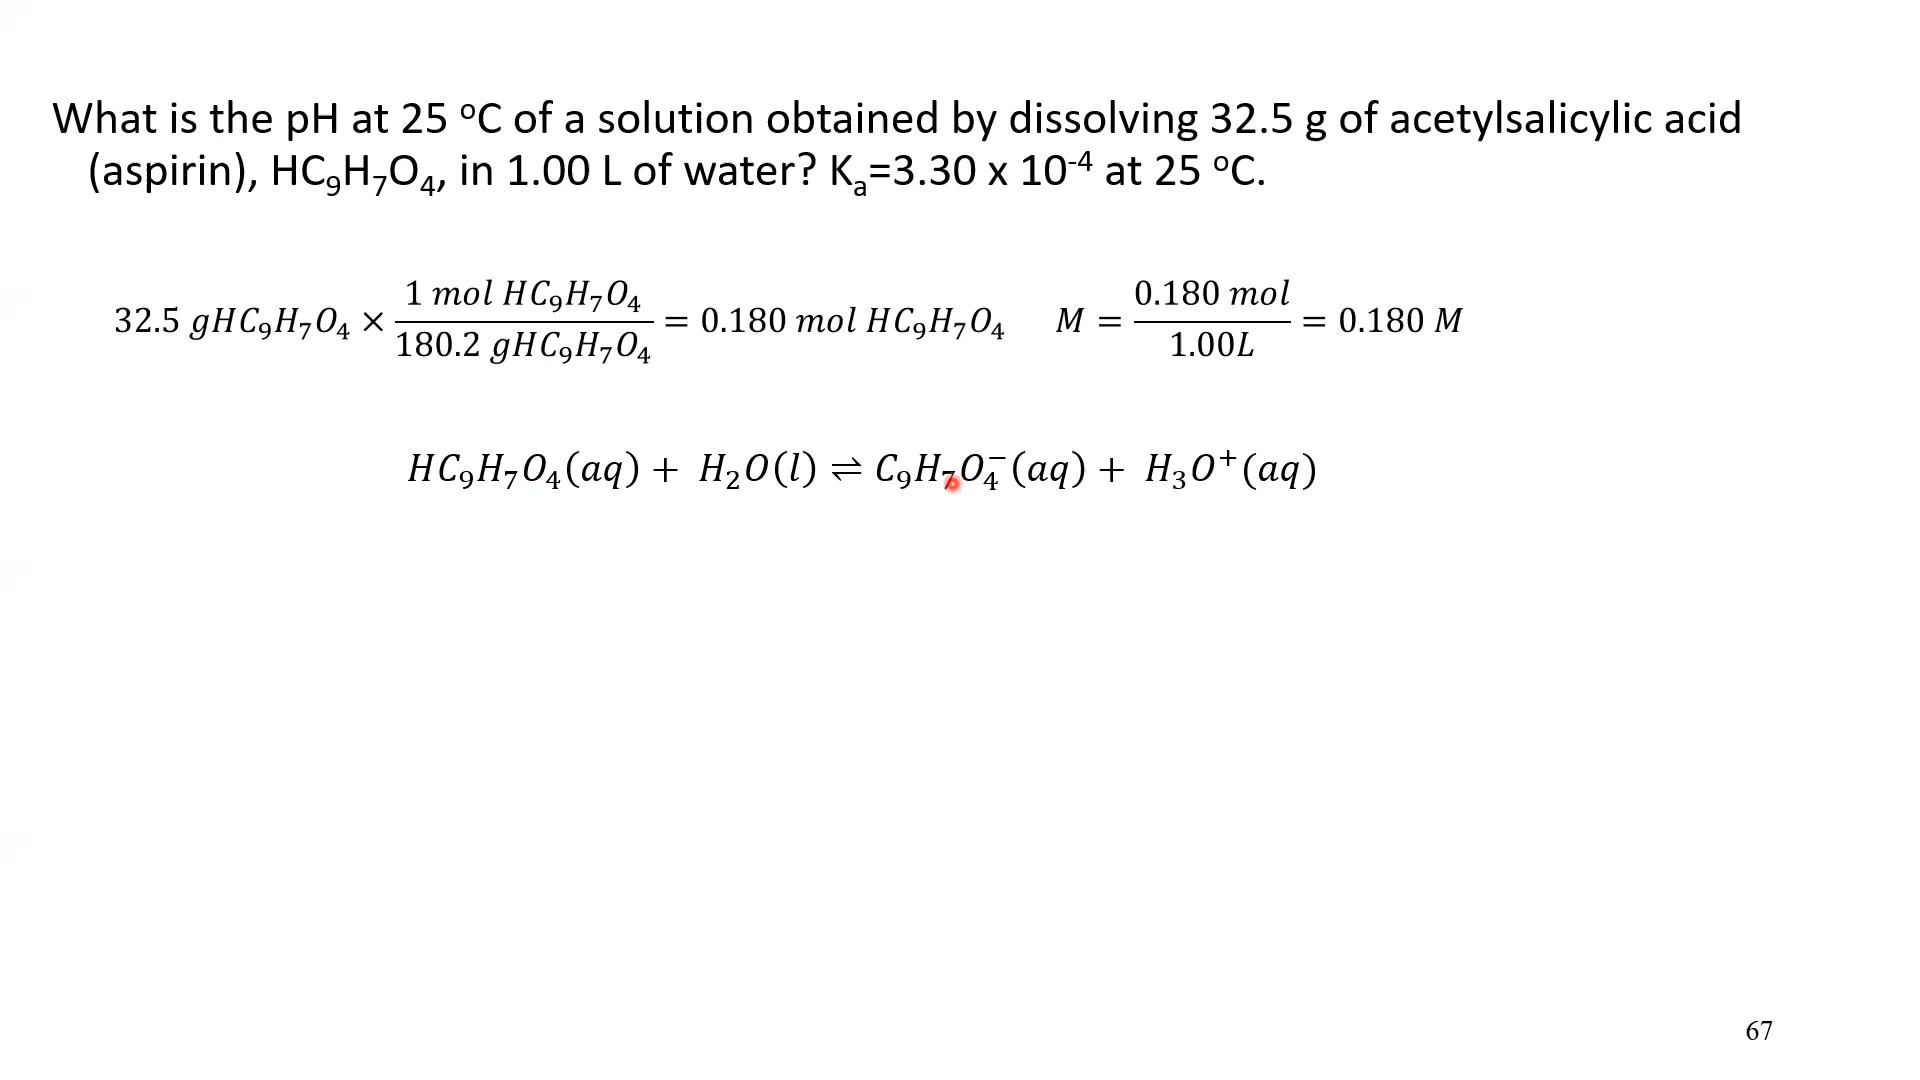 What is the pH at 25 ºC of a solution obtained by dissolving 32.5 g of acetylsalicylic acid
(aspirin), HC₉H₇O₄, in 1.00 L of water? Kₐ=3.30 x 10⁻⁴ at 25 ºC.
32.5 gHC₉H₇O₄ × (1 mol HC₉H₇O₄)/(180.2 gHC₉H₇O₄) = 0.180 mol HC₉H₇O₄ M = (0.180 mol)/(1.00L) = 0.180 M
HC₉H₇O₄(aq) + H₂O(l) ⇌ C₉H₇O₄⁻(aq) + H₃O⁺(aq)
67